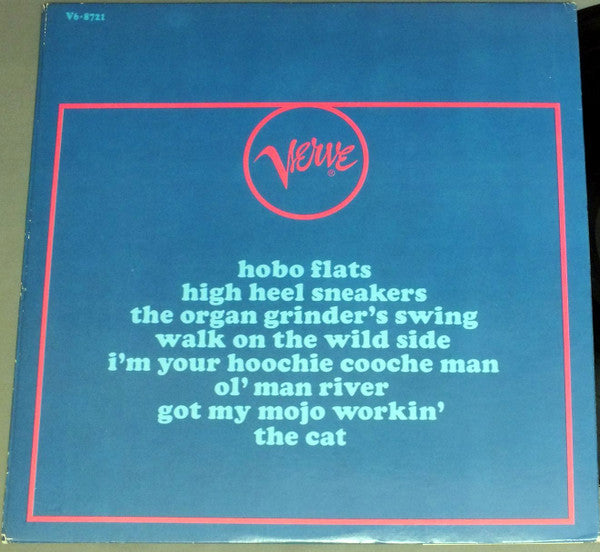 V6-8721
Verve
®
hobo flats
high heel sneakers
the organ grinder's swing
walk on the wild side
i'm your hoochie cooche man
ol' man river
got my mojo workin'
the cat